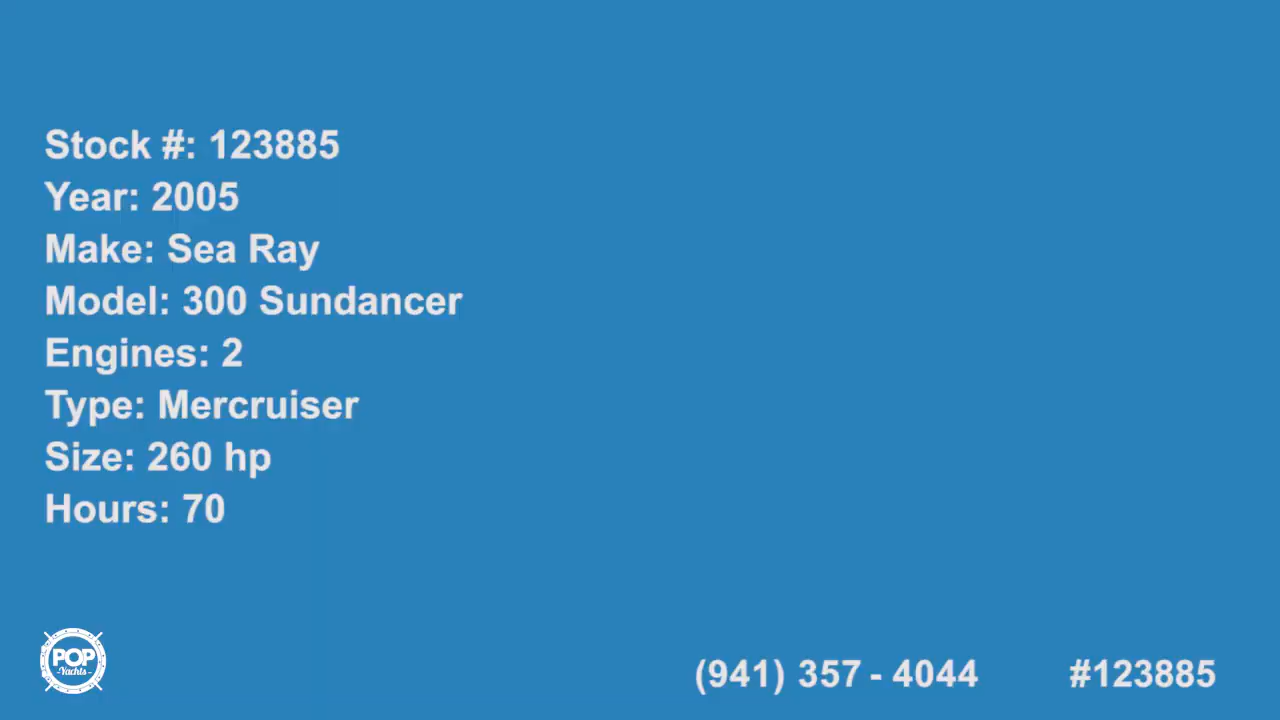 Stock #: 123885
Year: 2005
Make: Sea Ray
Model: 300 Sundancer
Engines: 2
Type: Mercruiser
Size: 260 hp
Hours: 70
POP
Yachts
(941) 357 - 4044 #123885